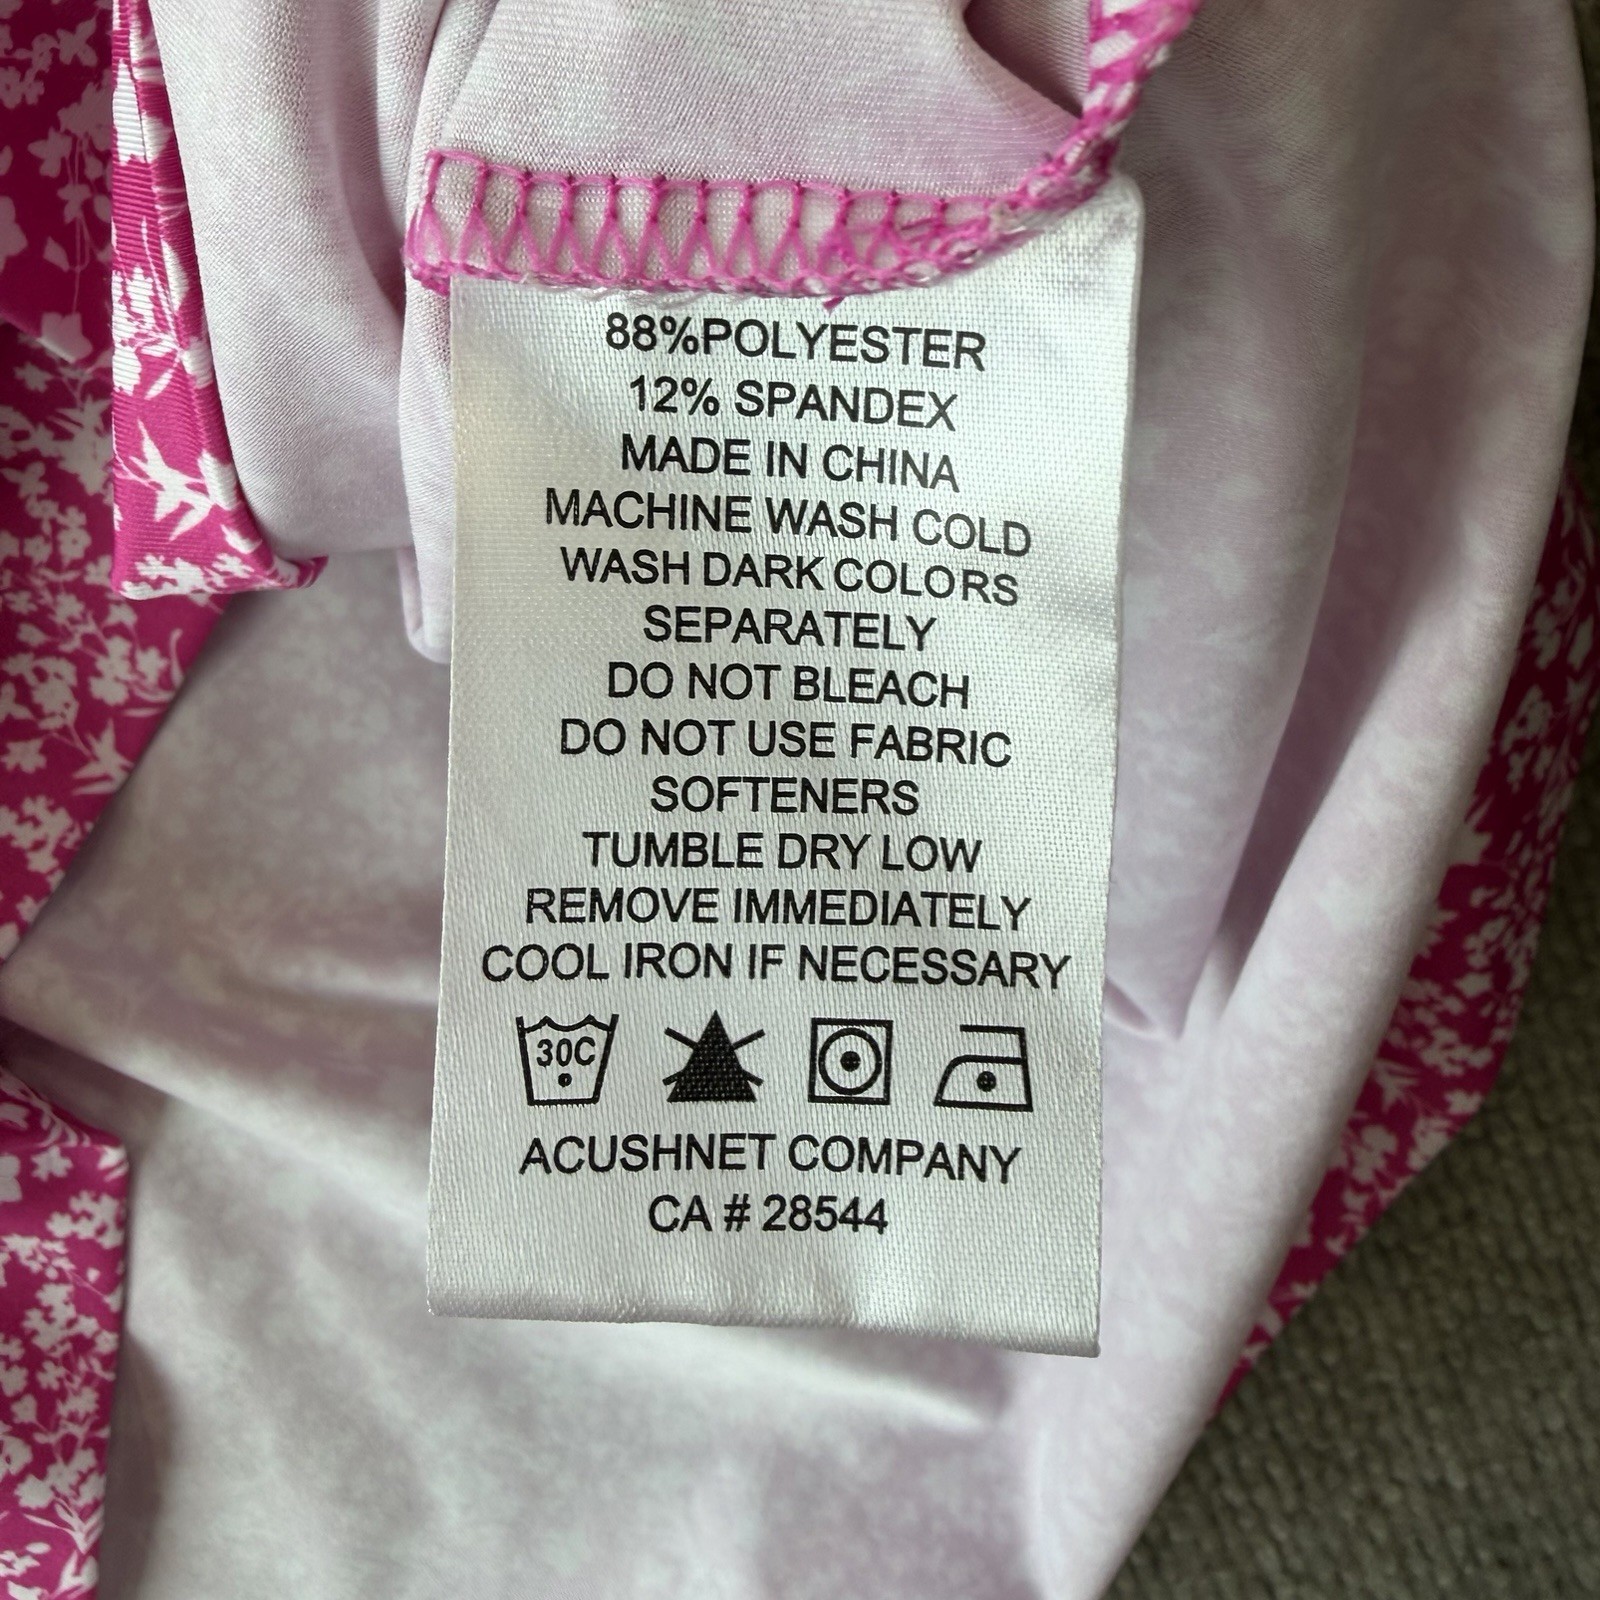 88%POLYESTER
12% SPANDEX
MADE IN CHINA
MACHINE WASH COLD
WASH DARK COLORS
SEPARATELY
DO NOT BLEACH
DO NOT USE FABRIC
SOFTENERS
TUMBLE DRY LOW
REMOVE IMMEDIATELY
COOL IRON IF NECESSARY
30C
ACUSHNET COMPANY
CA # 28544